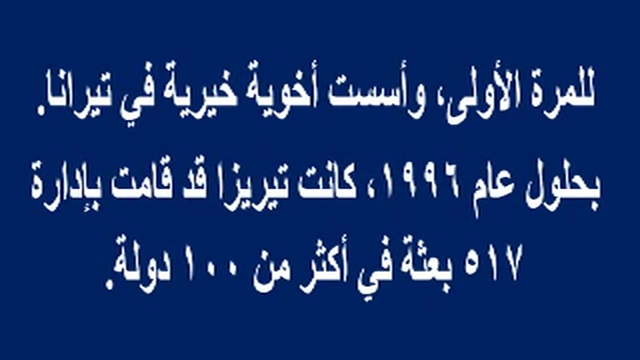 للمرة الأولى، وأسست أخوية خيرية في تيرانا.
بحلول عام ١٩٩٦، كانت تيريزا قد قامت بإدارة
٥١٧ بعثة في أكثر من ١٠٠ دولة.